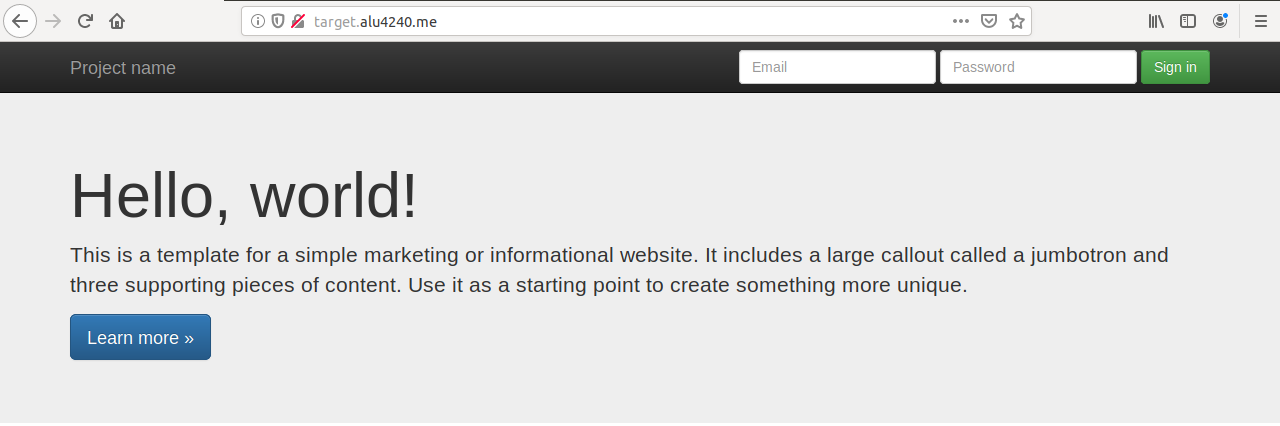 target.alu4240.me
Project name
Email
Password
Sign in
Hello, world!
This is a template for a simple marketing or informational website. It includes a large callout called a jumbotron and
three supporting pieces of content. Use it as a starting point to create something more unique.
Learn more »